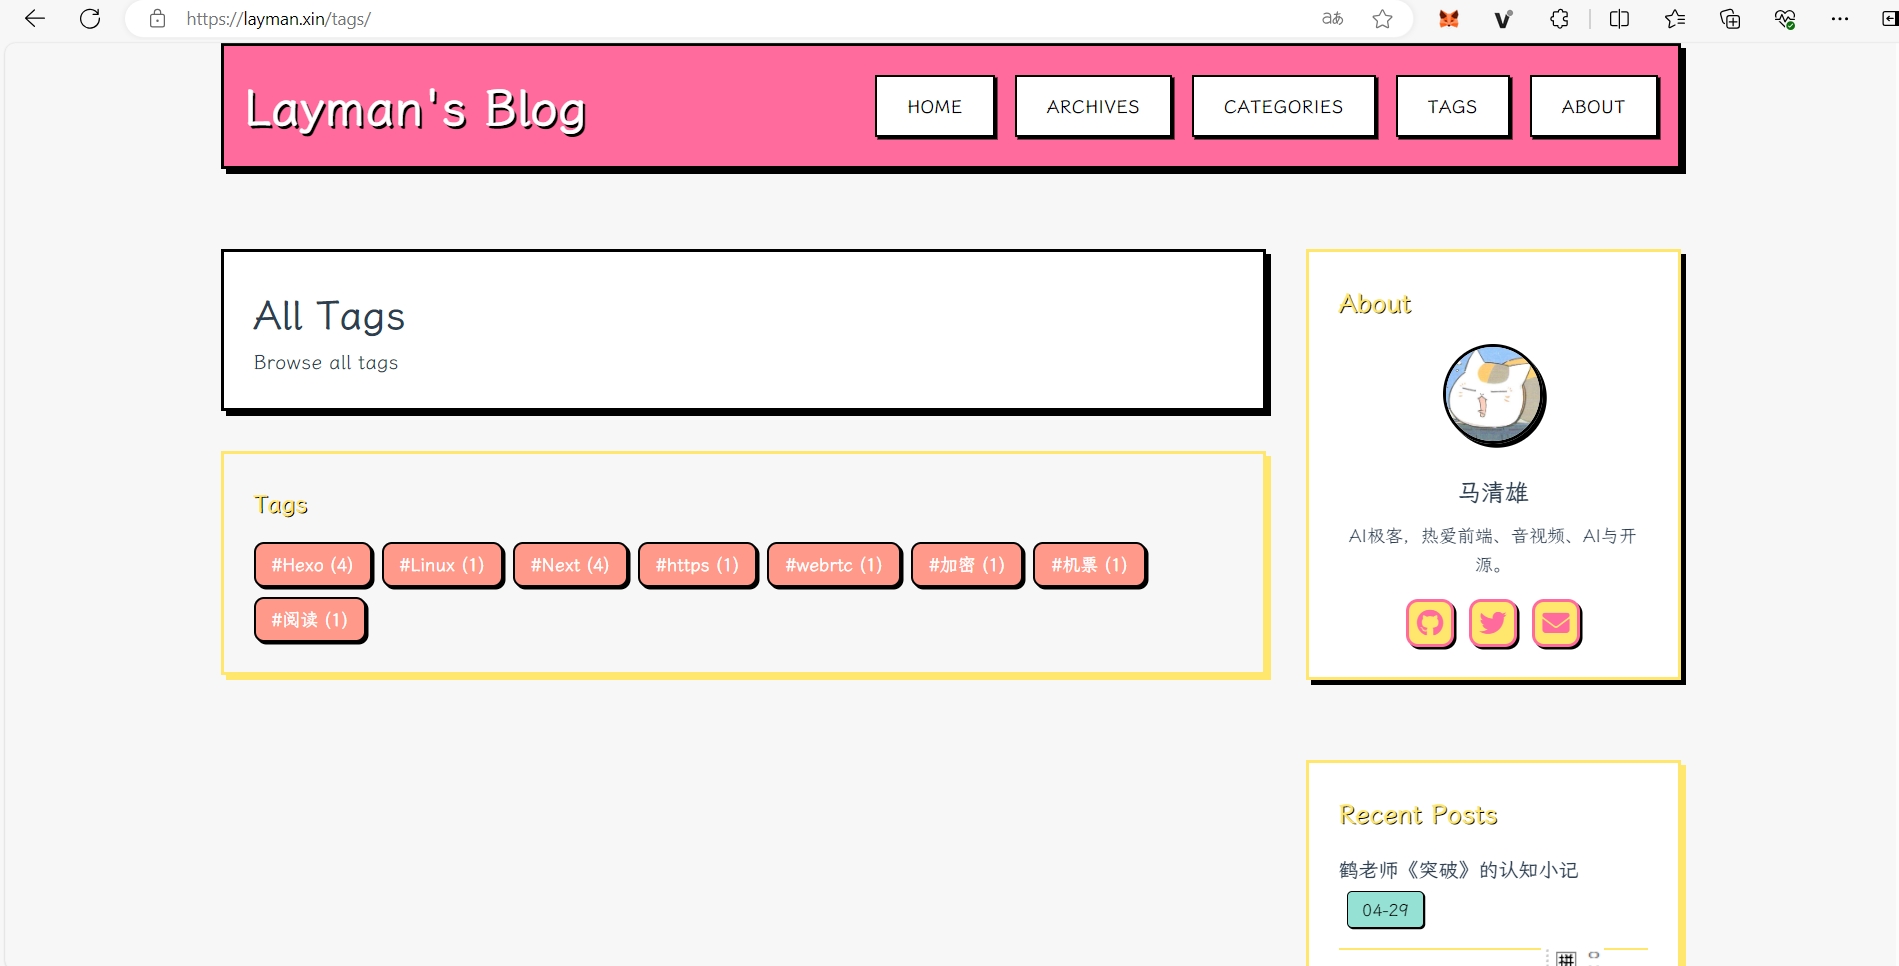 https://layman.xin/tags/
aあ
Layman's Blog
HOME
ARCHIVES
CATEGORIES
TAGS
ABOUT
All Tags
Browse all tags
Tags
#Hexo (4)
#Linux (1)
#Next (4)
#https (1)
#webrtc (1)
#加密 (1)
#机票 (1)
#阅读 (1)
About
马清雄
AI极客，热爱前端、音视频、AI与开
源。
Recent Posts
鹤老师《突破》的认知小记
04-29
拼